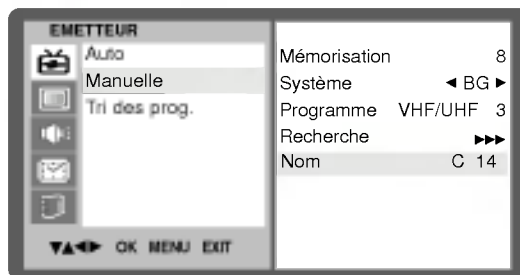 EMETTEUR
Auto
Manuelle
Tri des prog.
▼▲◀▶ OK MENU EXIT
Mémorisation 8
Système ◀ BG ▶
Programme VHF/UHF 3
Recherche ▶▶▶
Nom C 14